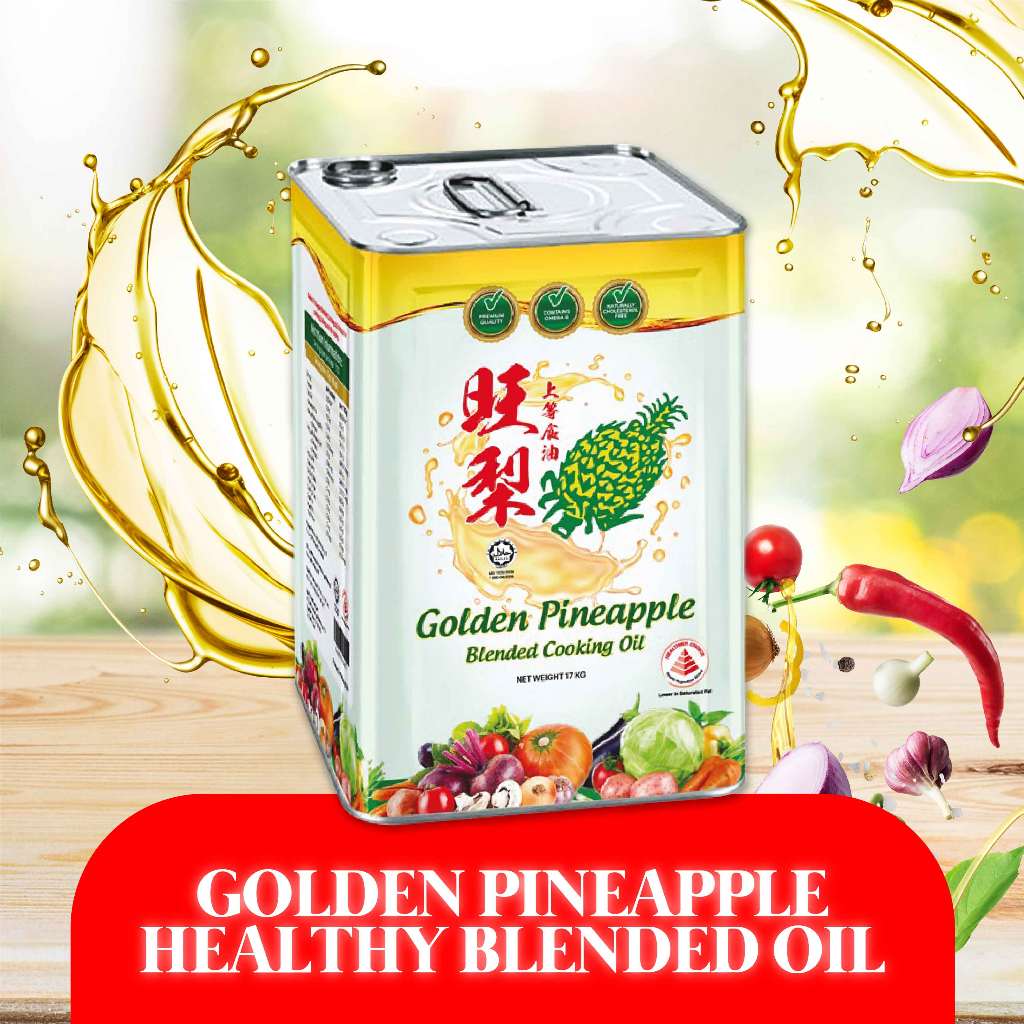 PREMIUM
QUALITY
CONTAINS
OMEGA 6
NATURALLY
CHOLESTEROL
FREE
旺梨
上等食油
Golden Pineapple
Blended Cooking Oil
NET WEIGHT 17 KG
HEALTHIER CHOICE
Lower in Saturated Fat
GOLDEN PINEAPPLE
HEALTHY BLENDED OIL